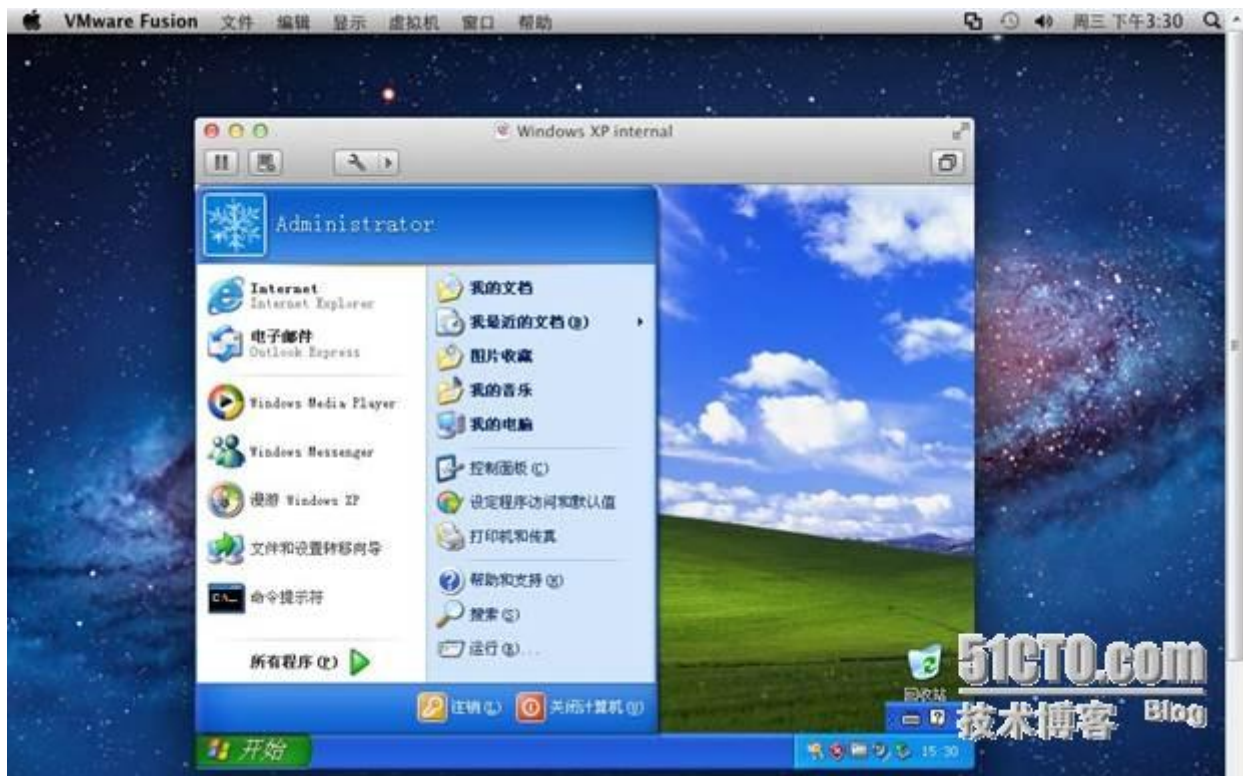 VMware Fusion 文件 编辑 显示 虚拟机 窗口 帮助 周三 下午3:30
Windows XP internal
Administrator
Internet
Internet Explorer
电子邮件
Outlook Express
Windows Media Player
Windows Messenger
漫游 Windows XP
文件和设置转移向导
命令提示符
所有程序(P)
我的文档
我最近的文档(D)
图片收藏
我的音乐
我的电脑
控制面板(C)
设定程序访问和默认值
打印机和传真
帮助和支持(H)
搜索(S)
运行(R)...
注销(L) 关闭计算机(U)
回收站
开始
15:30
51CTO.com
技术博客 Blog